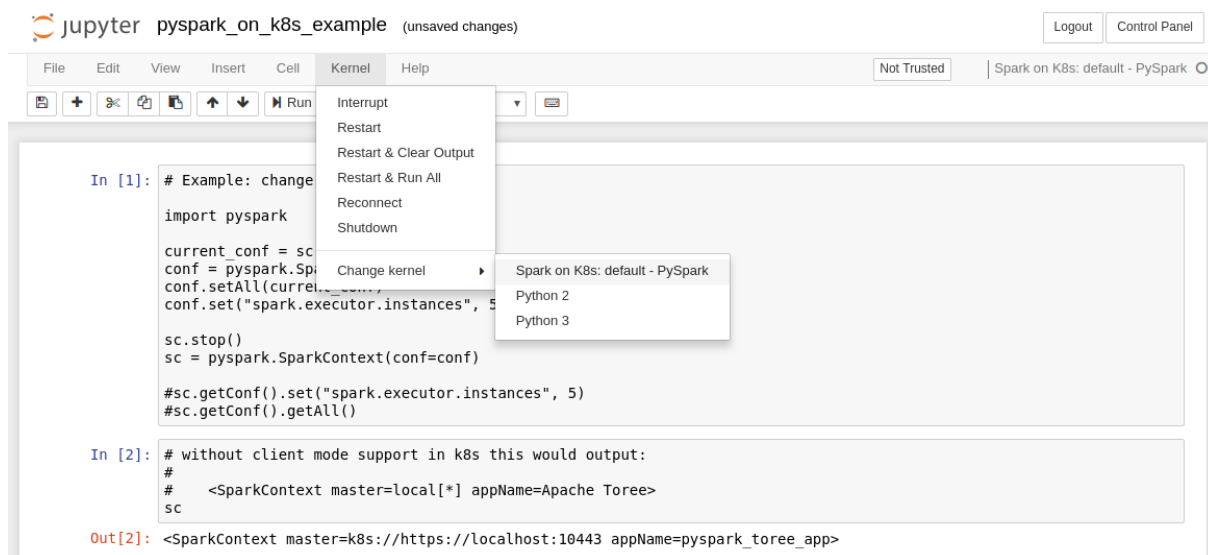 jupyter pyspark_on_k8s_example (unsaved changes) Logout Control Panel
File Edit View Insert Cell Kernel Help Not Trusted Spark on K8s: default - PySpark
Run
Interrupt
Restart
Restart & Clear Output
Restart & Run All
Reconnect
Shutdown
Change kernel
Spark on K8s: default - PySpark
Python 2
Python 3
In [1]: # Example: change
import pyspark
current_conf = sc
conf = pyspark.Spa
conf.setAll(current_conf)
conf.set("spark.executor.instances", 5
sc.stop()
sc = pyspark.SparkContext(conf=conf)
#sc.getConf().set("spark.executor.instances", 5)
#sc.getConf().getAll()
In [2]: # without client mode support in k8s this would output:
#
# <SparkContext master=local[*] appName=Apache Toree>
sc
Out[2]: <SparkContext master=k8s://https://localhost:10443 appName=pyspark_toree_app>